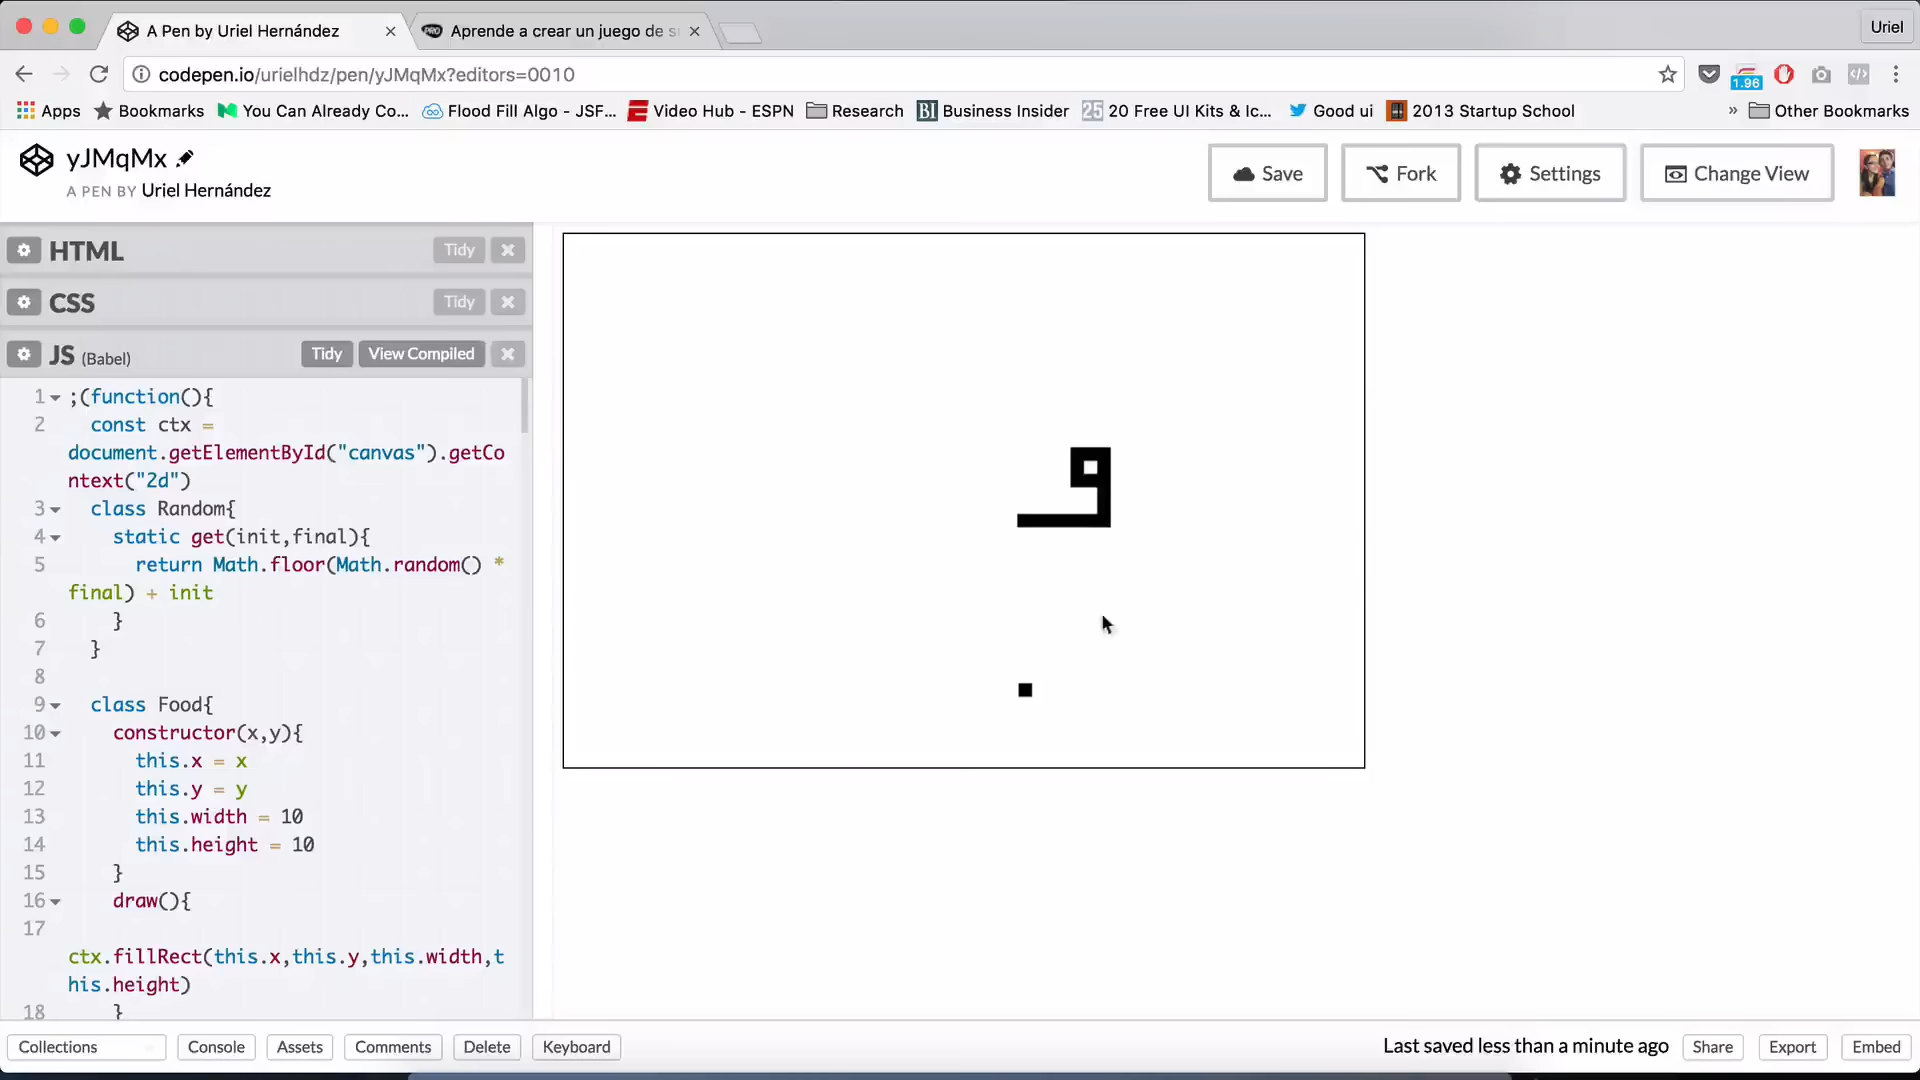 A Pen by Uriel Hernández
PRO Aprende a crear un juego de s
Uriel
codepen.io/urielhdz/pen/yJMqMx?editors=0010
1.96
Apps Bookmarks You Can Already Co... Flood Fill Algo - JSF... Video Hub - ESPN Research BI Business Insider 25 20 Free UI Kits & Ic... Good ui 2013 Startup School » Other Bookmarks
yJMqMx
A PEN BY Uriel Hernández
Save Fork Settings Change View
HTML Tidy
CSS Tidy
JS (Babel) Tidy View Compiled
1 ;(function(){
2 const ctx =
document.getElementById("canvas").getCo
ntext("2d")
3 class Random{
4 static get(init,final){
5 return Math.floor(Math.random() *
final) + init
6 }
7 }
8
9 class Food{
10 constructor(x,y){
11 this.x = x
12 this.y = y
13 this.width = 10
14 this.height = 10
15 }
16 draw(){
17
ctx.fillRect(this.x,this.y,this.width,t
his.height)
18 }
Collections Console Assets Comments Delete Keyboard Last saved less than a minute ago Share Export Embed